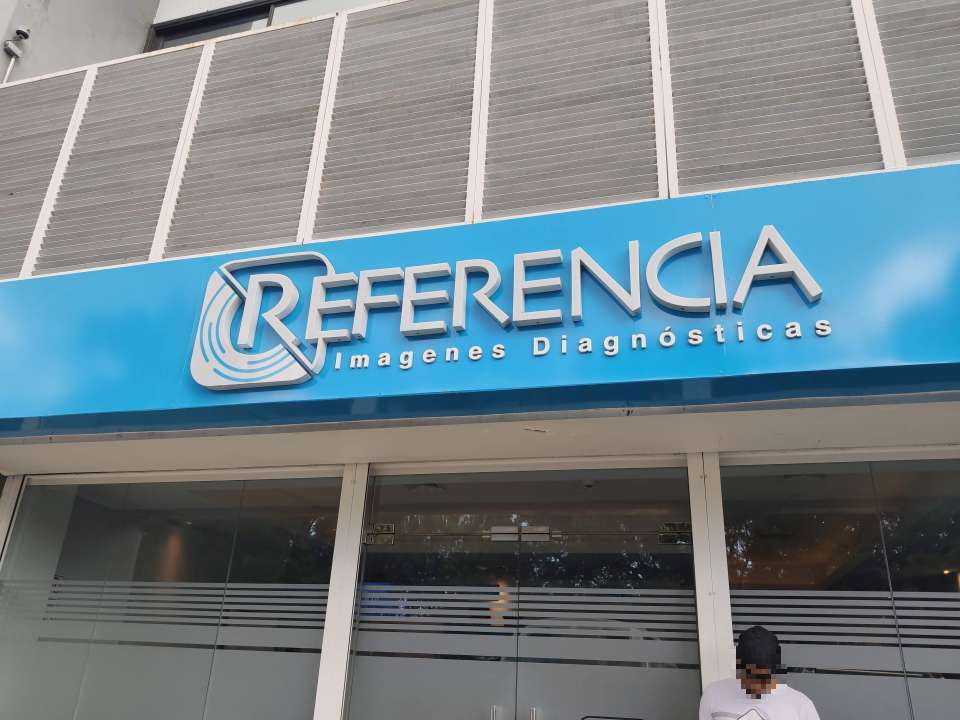 REFERENCIA
Imagenes Diagnósticas